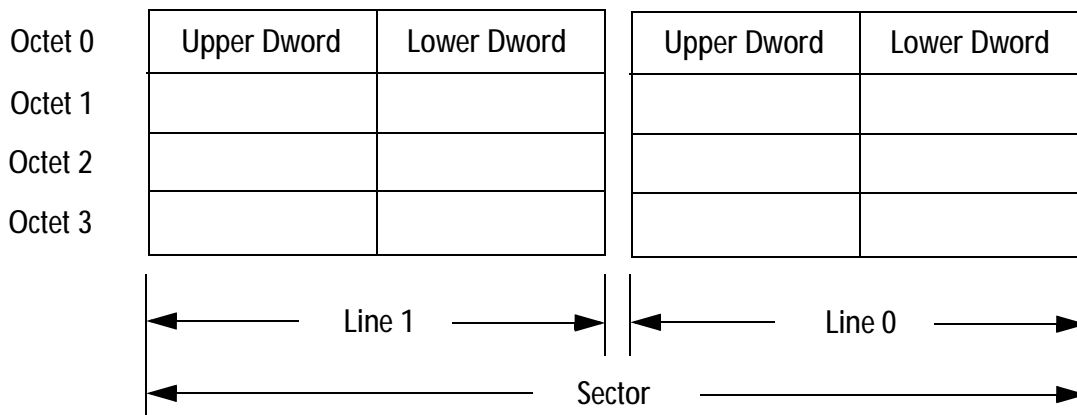 Octet 0 Upper Dword Lower Dword Upper Dword Lower Dword
Octet 1
Octet 2
Octet 3
Line 1 Line 0
Sector